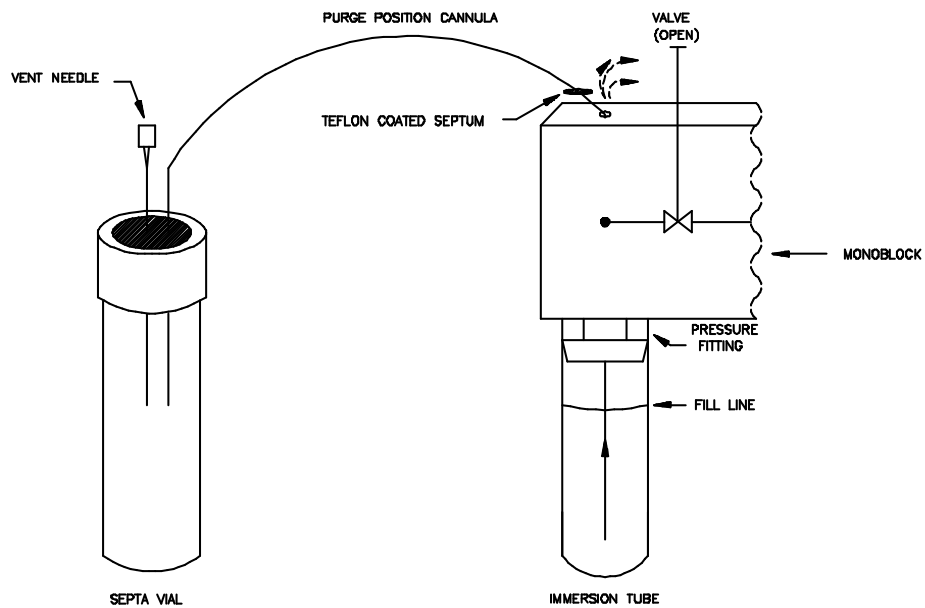 PURGE POSITION CANNULA
VALVE
(OPEN)
VENT NEEDLE
TEFLON COATED SEPTUM
MONOBLOCK
PRESSURE
FITTING
FILL LINE
SEPTA VIAL
IMMERSION TUBE